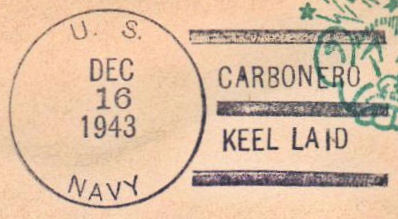 U. S.
DEC
16
1943
NAVY
CARBONERO
KEEL LAID